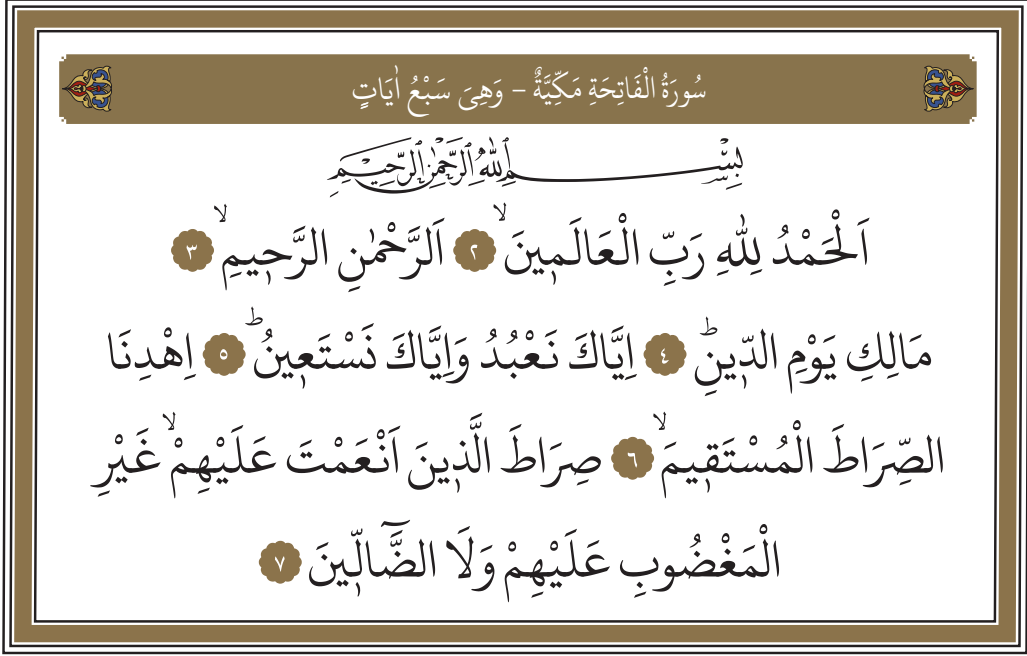 سُورَةُ الْفَاتِحَةِ مَكِّيَّةٌ - وَهِىَ سَبْعُ اٰيَاتٍ
بِسْمِ اللّٰهِ الرَّحْمٰنِ الرَّحِيمِ
اَلْحَمْدُ لِلّٰهِ رَبِّ الْعَالَمٖينَۙ ٢ اَلرَّحْمٰنِ الرَّحٖيمِۙ ٣
مَالِكِ يَوْمِ الدّٖينِؕ ٤ اِيَّاكَ نَعْبُدُ وَاِيَّاكَ نَسْتَعٖينُؕ ٥ اِهْدِنَا
الصِّرَاطَ الْمُسْتَقٖيمَۙ ٦ صِرَاطَ الَّذٖينَ اَنْعَمْتَ عَلَيْهِمْۙ غَيْرِ
الْمَغْضُوبِ عَلَيْهِمْ وَلَا الضَّٓالّٖينَ ٧